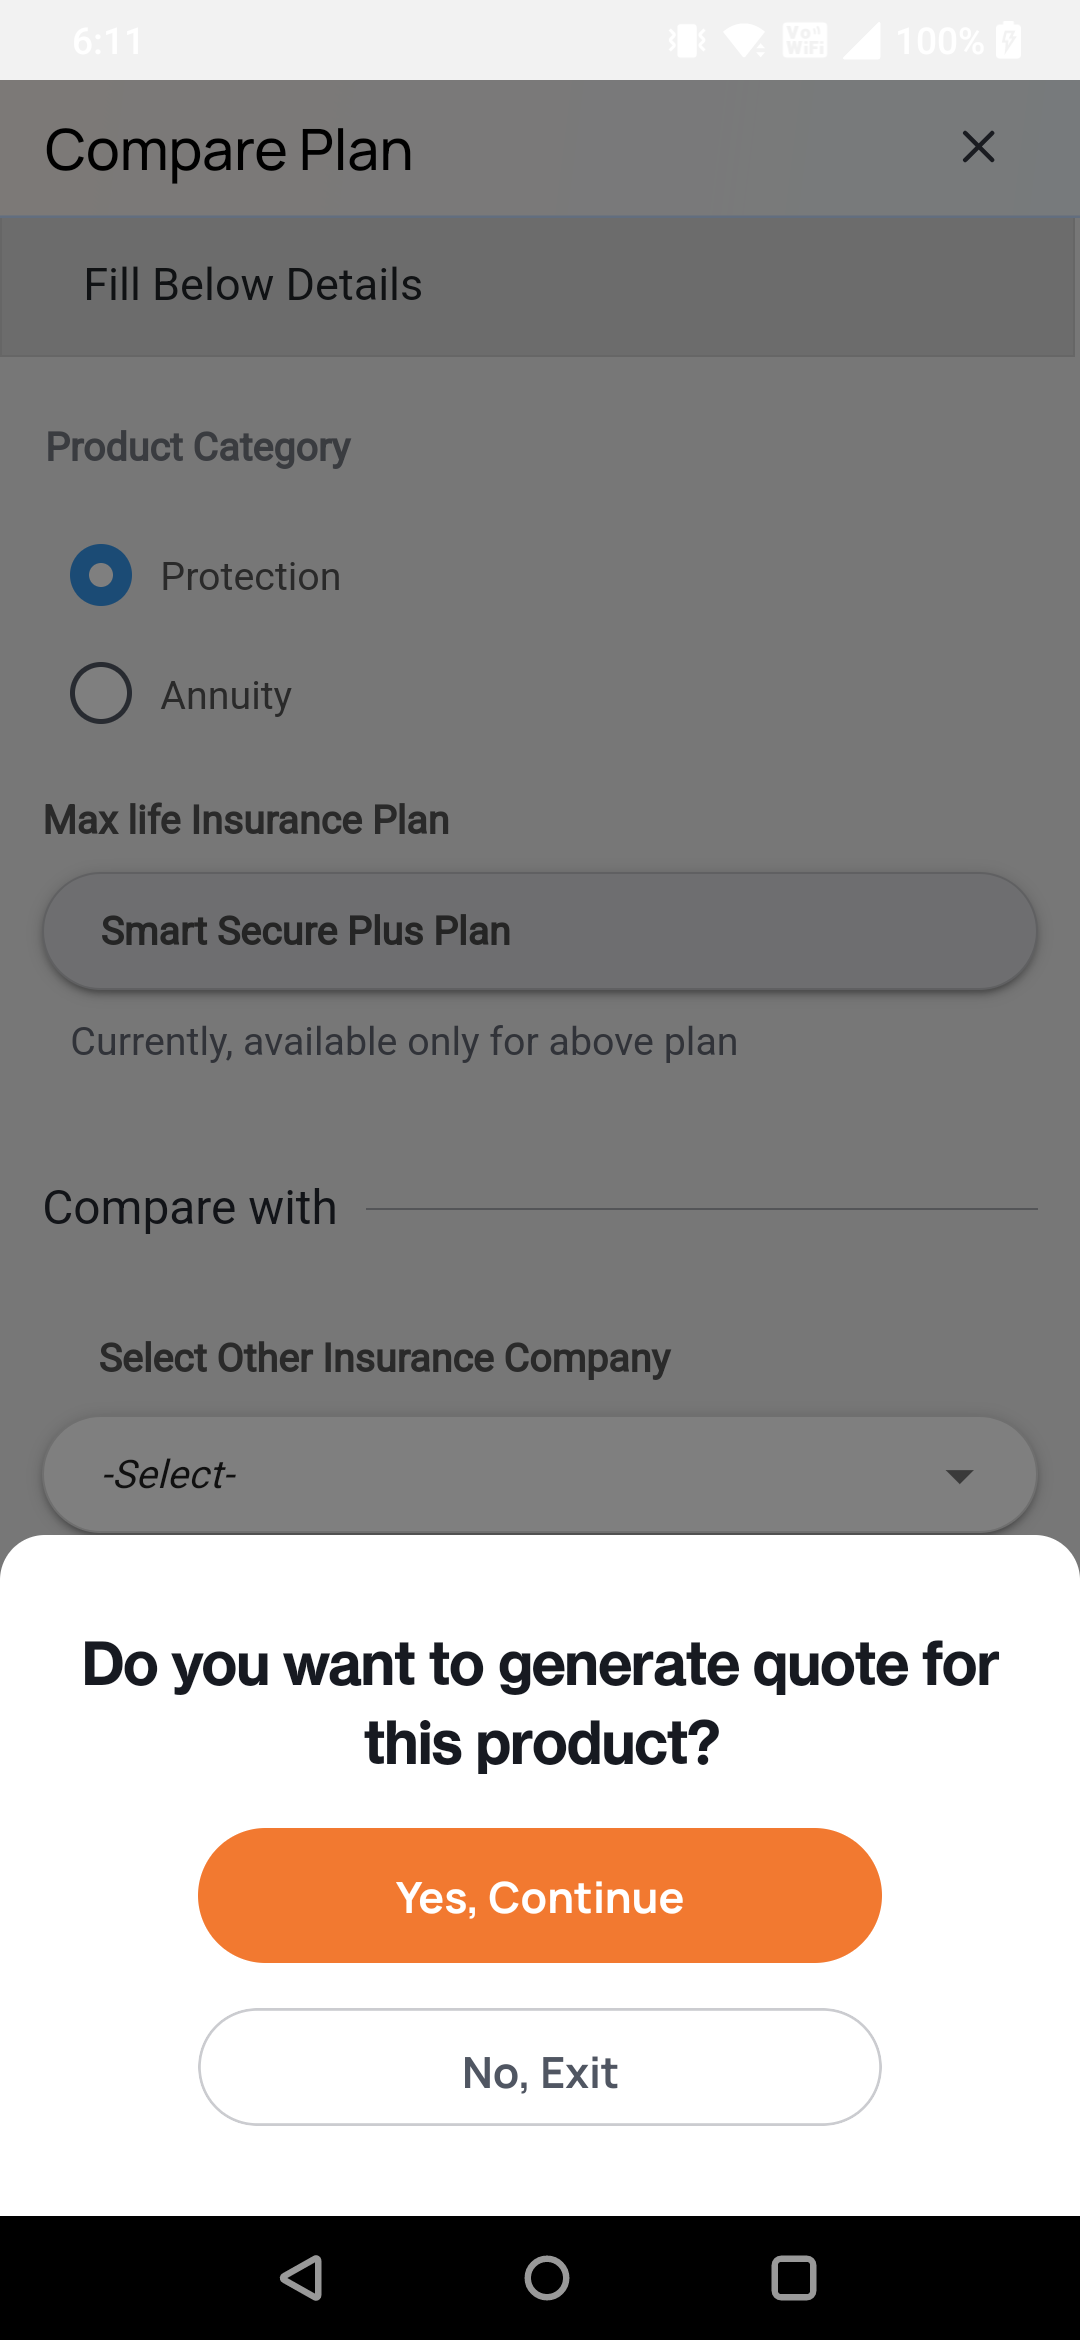 6:11
Vo
WiFi
100%
Compare Plan
Fill Below Details
Product Category
Protection
Annuity
Max life Insurance Plan
Smart Secure Plus Plan
Currently, available only for above plan
Compare with
Select Other Insurance Company
-Select-
Do you want to generate quote for
this product?
Yes, Continue
No, Exit